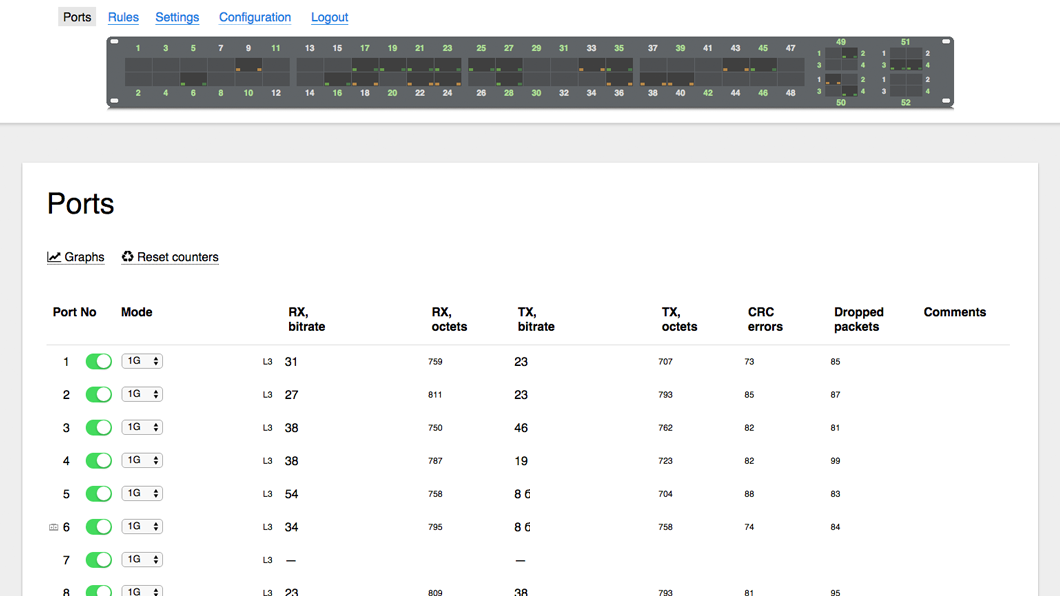 Ports Rules Settings Configuration Logout
1 3 5 7 9 11 13 15 17 19 21 23 25 27 29 31 33 35 37 39 41 43 45 47 49 51
1 2 1 2
3 4 3 4
1 2 1 2
3 4 3 4
2 4 6 8 10 12 14 16 18 20 22 24 26 28 30 32 34 36 38 40 42 44 46 48 50 52
Ports
Graphs Reset counters
Port No Mode RX, bitrate RX, octets TX, bitrate TX, octets CRC errors Dropped packets Comments
1 1G L3 31 759 23 707 73 85
2 1G L3 27 811 23 793 85 87
3 1G L3 38 750 46 762 82 81
4 1G L3 38 787 19 723 82 99
5 1G L3 54 758 8 6 704 88 83
6 1G L3 34 795 8 6 758 74 84
7 1G L3 — —
8 1G L3 23 809 38 793 81 95